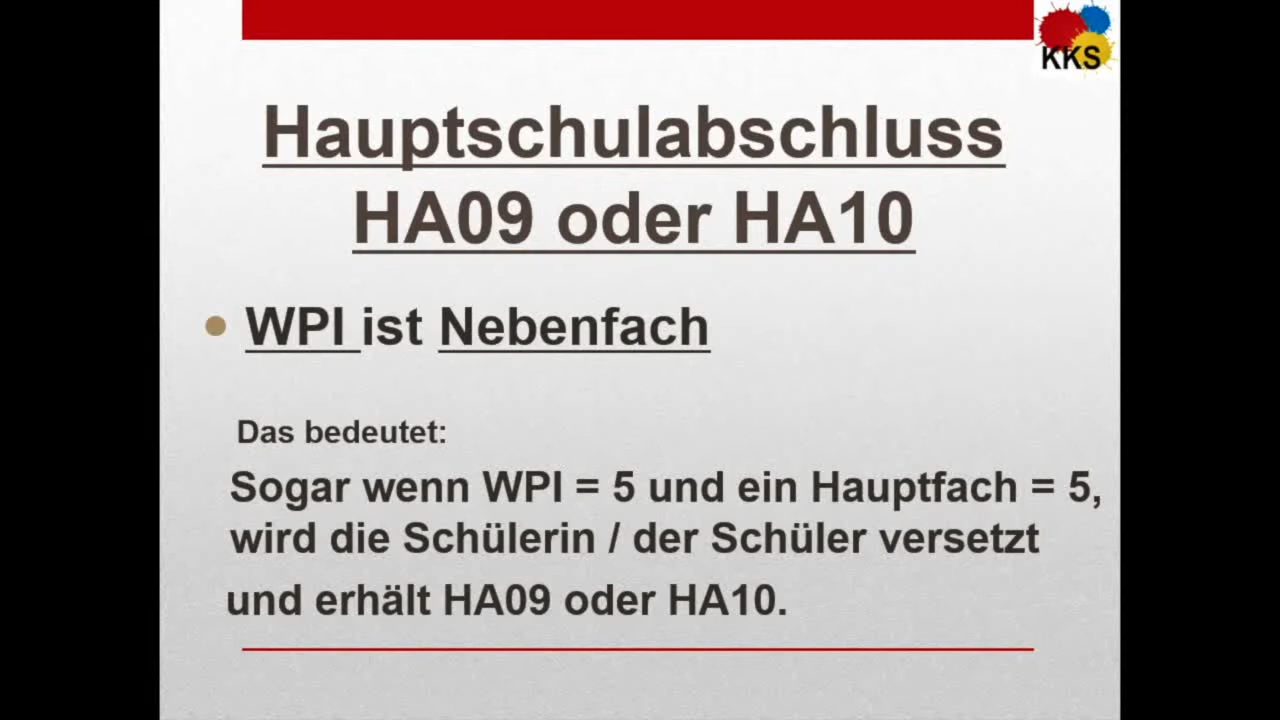 KKS
Hauptschulabschluss
HA09 oder HA10
WPI ist Nebenfach
Das bedeutet:
Sogar wenn WPI = 5 und ein Hauptfach = 5,
wird die Schülerin / der Schüler versetzt
und erhält HA09 oder HA10.